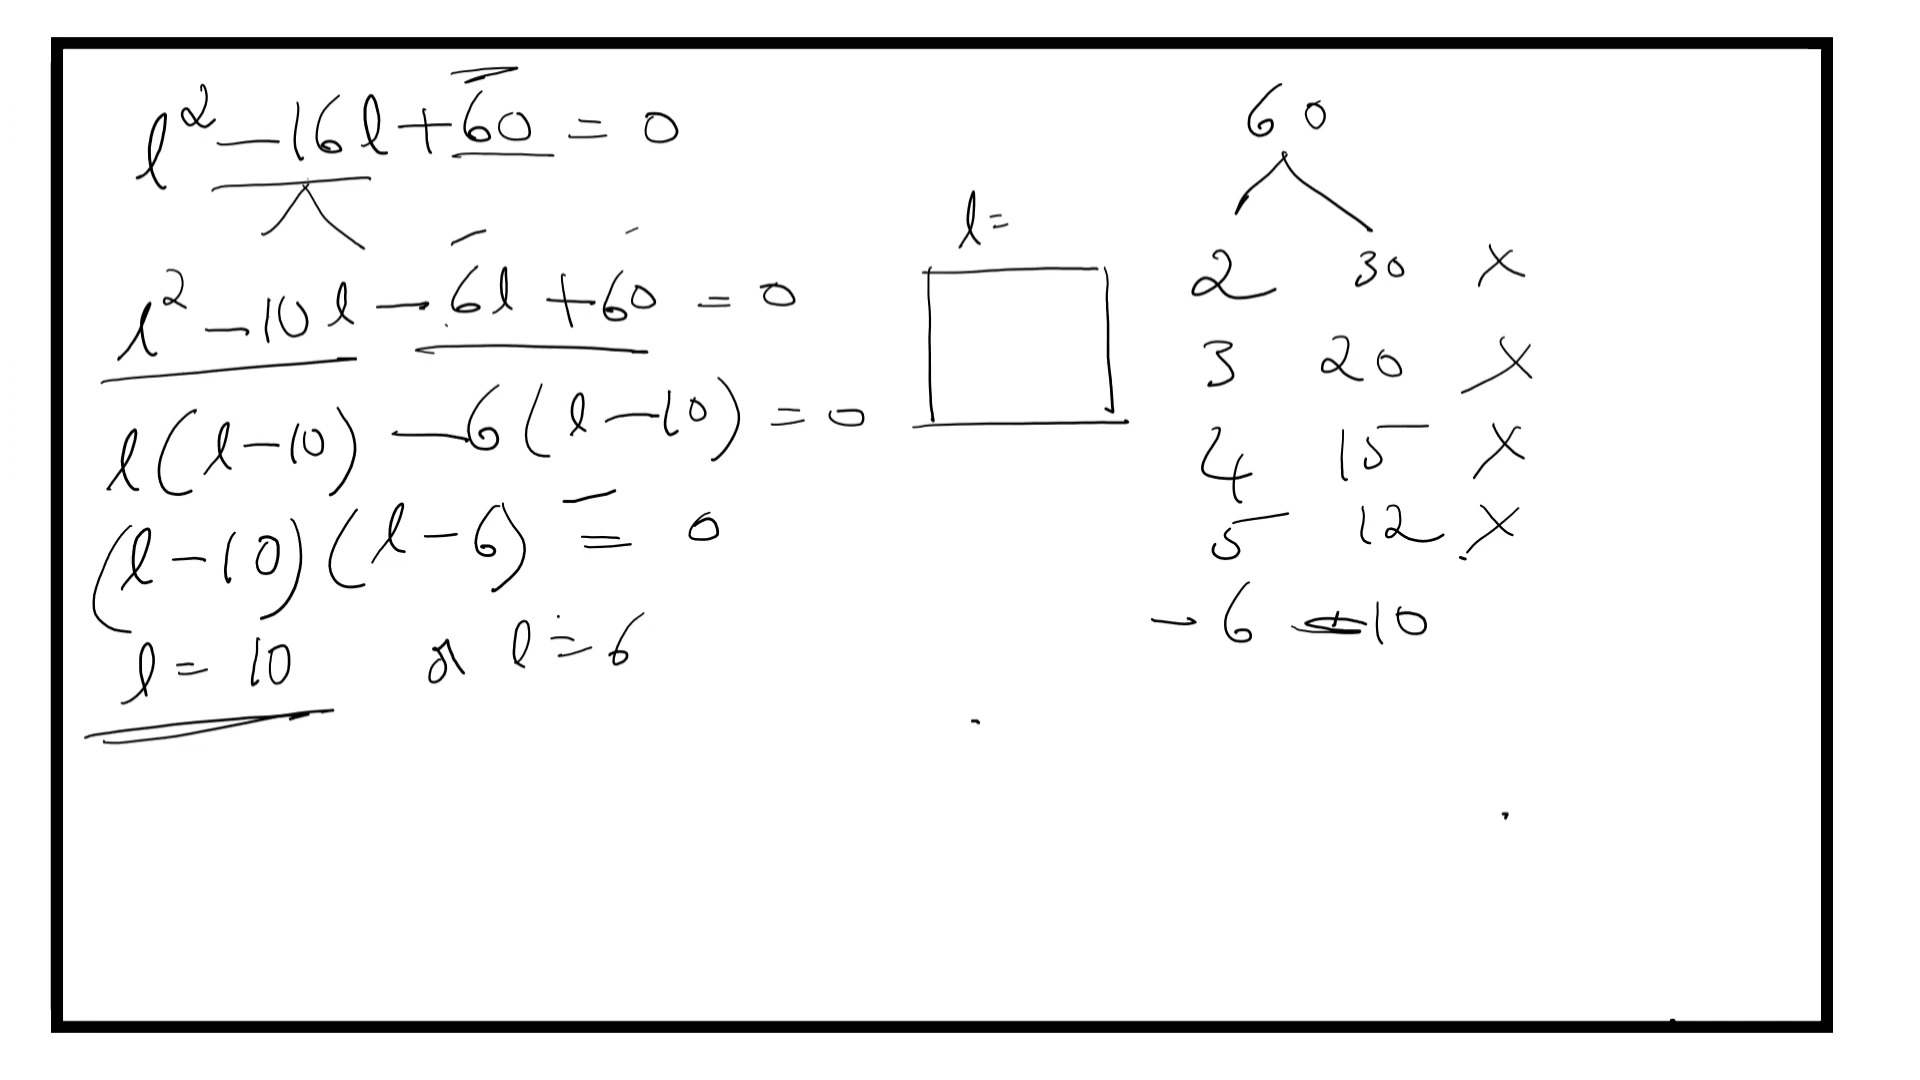 l² - 16l + 60 = 0
l² - 10l - 6l + 60 = 0
l(l - 10) - 6(l - 10) = 0
(l - 10)(l - 6) = 0
l = 10 or l = 6
l =
60
2 30 x
3 20 x
4 15 x
5 12 x
- 6 - 10